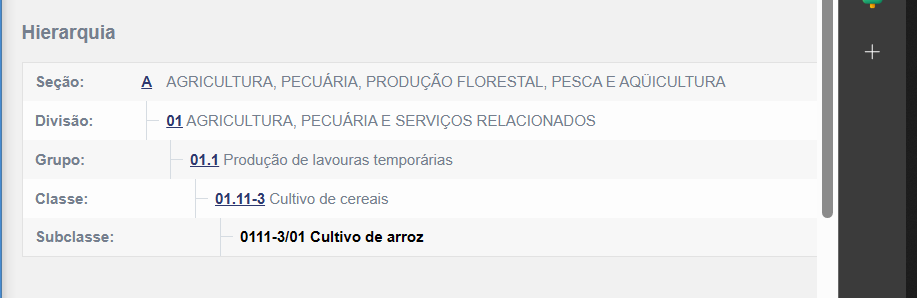 Hierarquia
Seção: A AGRICULTURA, PECUÁRIA, PRODUÇÃO FLORESTAL, PESCA E AQÜICULTURA
Divisão: 01 AGRICULTURA, PECUÁRIA E SERVIÇOS RELACIONADOS
Grupo: 01.1 Produção de lavouras temporárias
Classe: 01.11-3 Cultivo de cereais
Subclasse: 0111-3/01 Cultivo de arroz